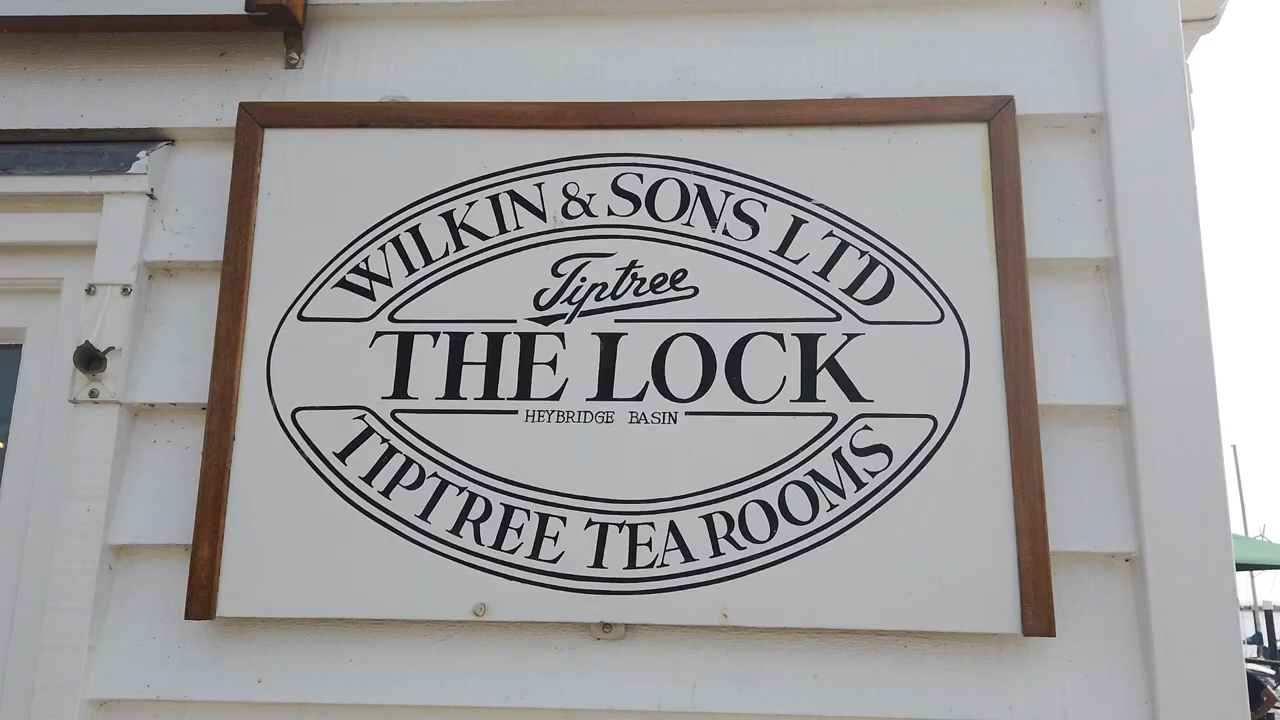 WILKIN & SONS LTD
Tiptree
THE LOCK
HEYBRIDGE BASIN
TIPTREE TEA ROOMS